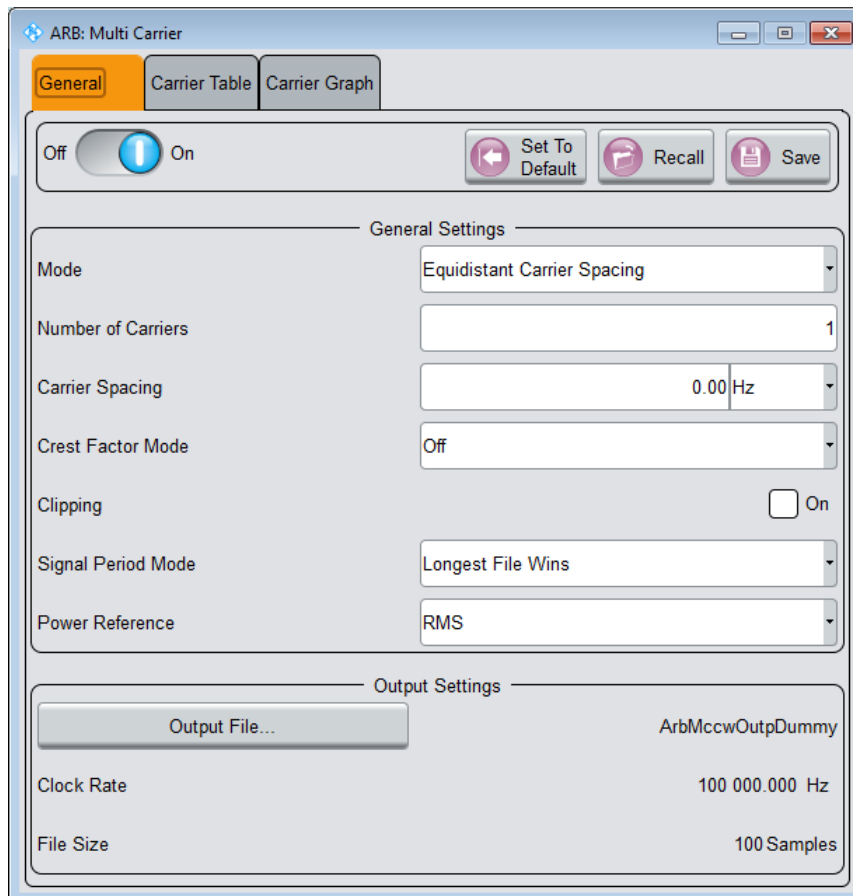 ARB: Multi Carrier
General Carrier Table Carrier Graph
Off On Set To Default Recall Save
General Settings
Mode Equidistant Carrier Spacing
Number of Carriers 1
Carrier Spacing 0.00 Hz
Crest Factor Mode Off
Clipping On
Signal Period Mode Longest File Wins
Power Reference RMS
Output Settings
Output File... ArbMccwOutpDummy
Clock Rate 100 000.000 Hz
File Size 100 Samples